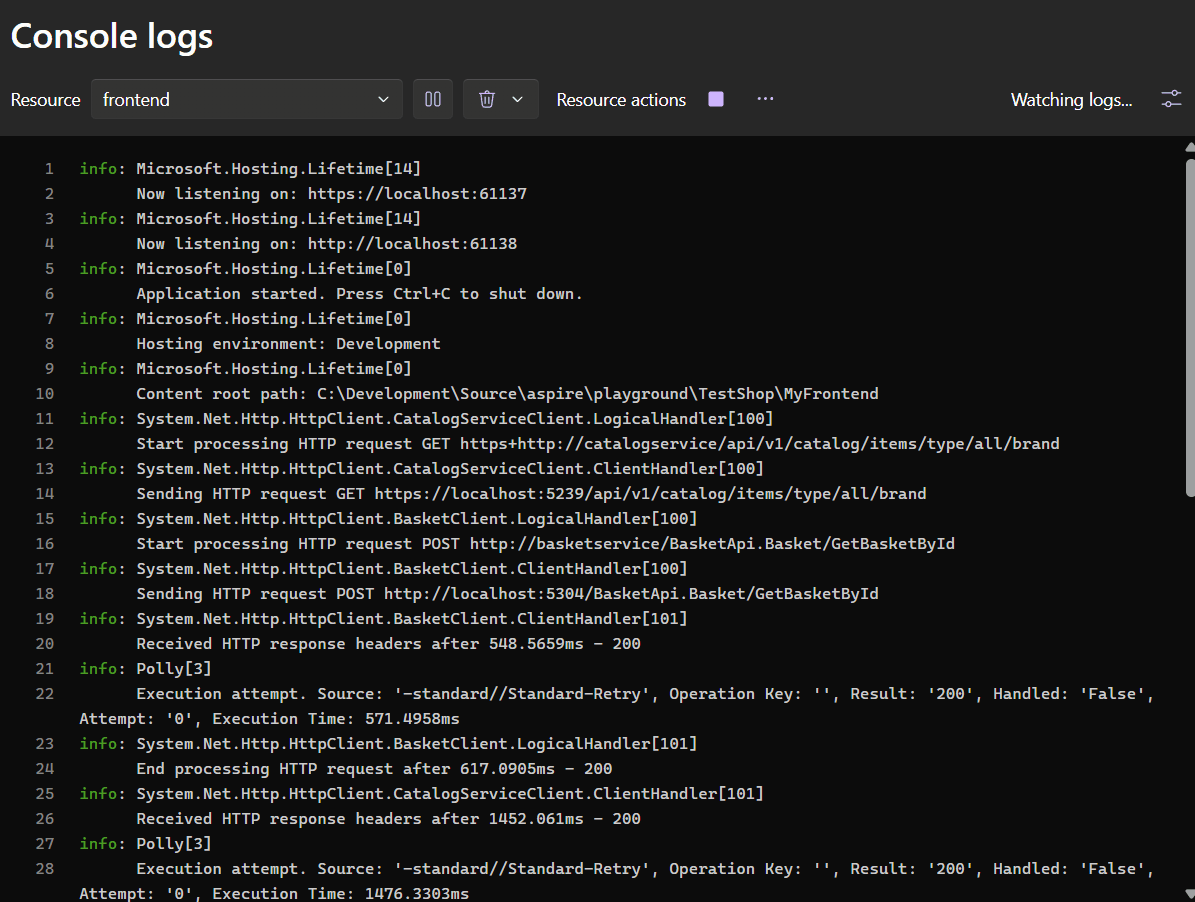 Console logs
Resource frontend Resource actions Watching logs...
1 info: Microsoft.Hosting.Lifetime[14]
2 Now listening on: https://localhost:61137
3 info: Microsoft.Hosting.Lifetime[14]
4 Now listening on: http://localhost:61138
5 info: Microsoft.Hosting.Lifetime[0]
6 Application started. Press Ctrl+C to shut down.
7 info: Microsoft.Hosting.Lifetime[0]
8 Hosting environment: Development
9 info: Microsoft.Hosting.Lifetime[0]
10 Content root path: C:\Development\Source\aspire\playground\TestShop\MyFrontend
11 info: System.Net.Http.HttpClient.CatalogServiceClient.LogicalHandler[100]
12 Start processing HTTP request GET https+http://catalogservice/api/v1/catalog/items/type/all/brand
13 info: System.Net.Http.HttpClient.CatalogServiceClient.ClientHandler[100]
14 Sending HTTP request GET https://localhost:5239/api/v1/catalog/items/type/all/brand
15 info: System.Net.Http.HttpClient.BasketClient.LogicalHandler[100]
16 Start processing HTTP request POST http://basketservice/BasketApi.Basket/GetBasketById
17 info: System.Net.Http.HttpClient.BasketClient.ClientHandler[100]
18 Sending HTTP request POST http://localhost:5304/BasketApi.Basket/GetBasketById
19 info: System.Net.Http.HttpClient.BasketClient.ClientHandler[101]
20 Received HTTP response headers after 548.5659ms - 200
21 info: Polly[3]
22 Execution attempt. Source: '-standard//Standard-Retry', Operation Key: '', Result: '200', Handled: 'False',
Attempt: '0', Execution Time: 571.4958ms
23 info: System.Net.Http.HttpClient.BasketClient.LogicalHandler[101]
24 End processing HTTP request after 617.0905ms - 200
25 info: System.Net.Http.HttpClient.CatalogServiceClient.ClientHandler[101]
26 Received HTTP response headers after 1452.061ms - 200
27 info: Polly[3]
28 Execution attempt. Source: '-standard//Standard-Retry', Operation Key: '', Result: '200', Handled: 'False',
Attempt: '0', Execution Time: 1476.3303ms